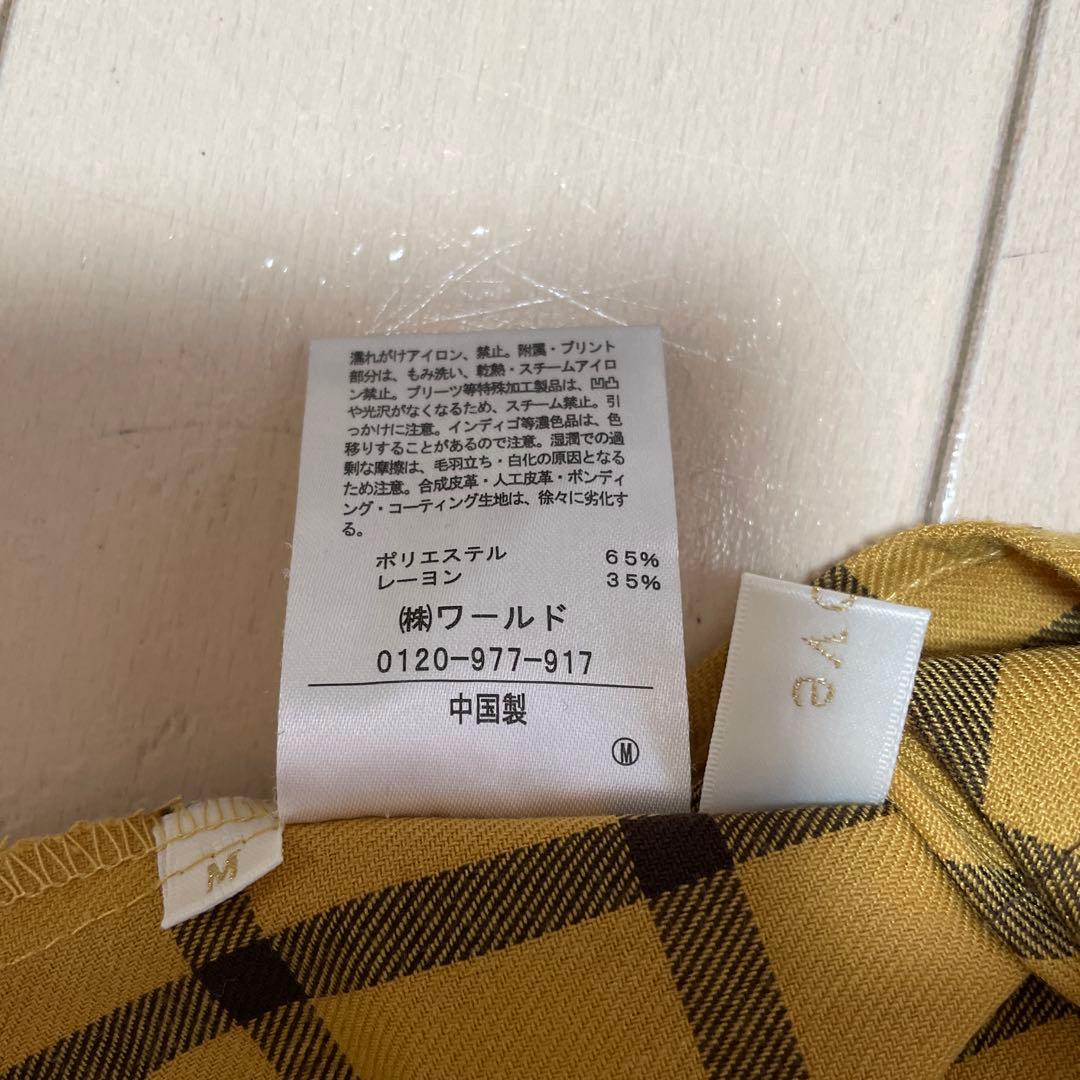 濡れがけアイロン、禁止。附属・プリント
部分は、もみ洗い、乾熱・スチームアイロ
ン禁止。プリーツ等特殊加工製品は、凹凸
や光沢がなくなるため、スチーム禁止。引
っかけに注意。インディゴ等濃色品は、色
移りすることがあるので注意。湿潤での過
剰な摩擦は、毛羽立ち・白化の原因となる
ため注意。合成皮革・人工皮革・ボンディ
ング・コーティング生地は、徐々に劣化す
る。
ポリエステル 65%
レーヨン 35%
㈱ワールド
0120-977-917
中国製
Ⓜ
M